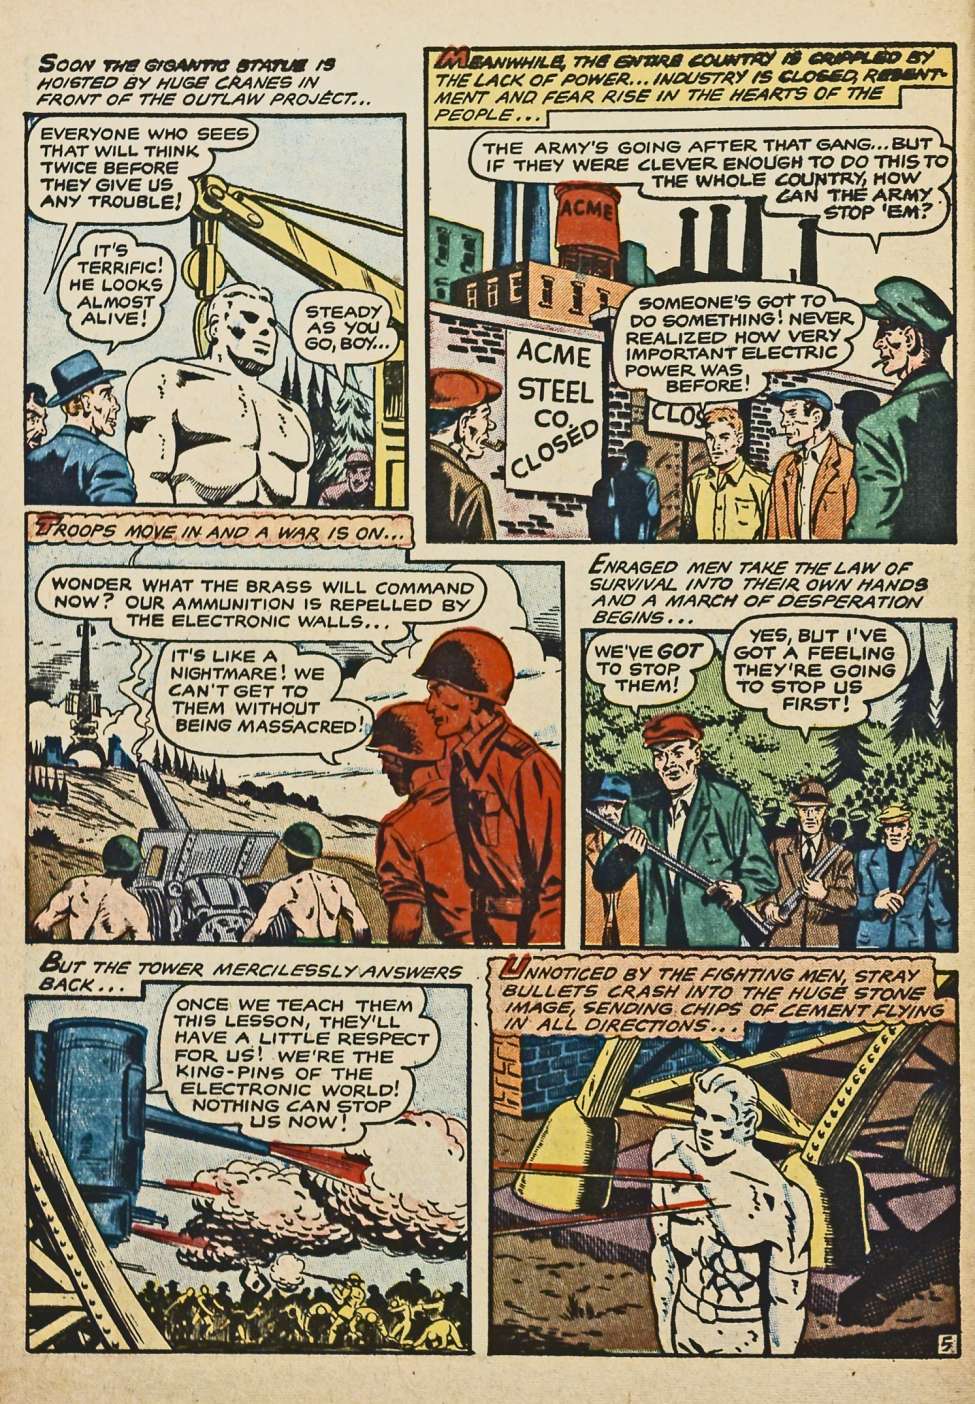 SOON THE GIGANTIC STATUE IS
HOISTED BY HUGE CRANES IN
FRONT OF THE OUTLAW PROJECT...
EVERYONE WHO SEES
THAT WILL THINK
TWICE BEFORE
THEY GIVE US
ANY TROUBLE!
IT'S
TERRIFIC!
HE LOOKS
ALMOST
ALIVE!
STEADY
AS YOU
GO, BOY...
MEANWHILE, THE ENTIRE COUNTRY IS CRIPPLED BY
THE LACK OF POWER... INDUSTRY IS CLOSED, RESENT-
MENT AND FEAR RISE IN THE HEARTS OF THE
PEOPLE...
THE ARMY'S GOING AFTER THAT GANG...BUT
IF THEY WERE CLEVER ENOUGH TO DO THIS TO
THE WHOLE COUNTRY, HOW
CAN THE ARMY
STOP 'EM?
ACME
SOMEONE'S GOT TO
DO SOMETHING! NEVER
REALIZED HOW VERY
IMPORTANT ELECTRIC
POWER WAS
BEFORE!
ACME
STEEL
CO.
CLOSED
CLOS
TROOPS MOVE IN AND A WAR IS ON...
WONDER WHAT THE BRASS WILL COMMAND
NOW? OUR AMMUNITION IS REPELLED BY
THE ELECTRONIC WALLS...
IT'S LIKE A
NIGHTMARE! WE
CAN'T GET TO
THEM WITHOUT
BEING MASSACRED!
ENRAGED MEN TAKE THE LAW OF
SURVIVAL INTO THEIR OWN HANDS
AND A MARCH OF DESPERATION
BEGINS...
WE'VE GOT
TO STOP
THEM!
YES, BUT I'VE
GOT A FEELING
THEY'RE GOING
TO STOP US
FIRST!
BUT THE TOWER MERCILESSLY ANSWERS
BACK...
ONCE WE TEACH THEM
THIS LESSON, THEY'LL
HAVE A LITTLE RESPECT
FOR US! WE'RE THE
KING-PINS OF THE
ELECTRONIC WORLD!
NOTHING CAN STOP
US NOW!
UNNOTICED BY THE FIGHTING MEN, STRAY
BULLETS CRASH INTO THE HUGE STONE
IMAGE, SENDING CHIPS OF CEMENT FLYING
IN ALL DIRECTIONS...
5